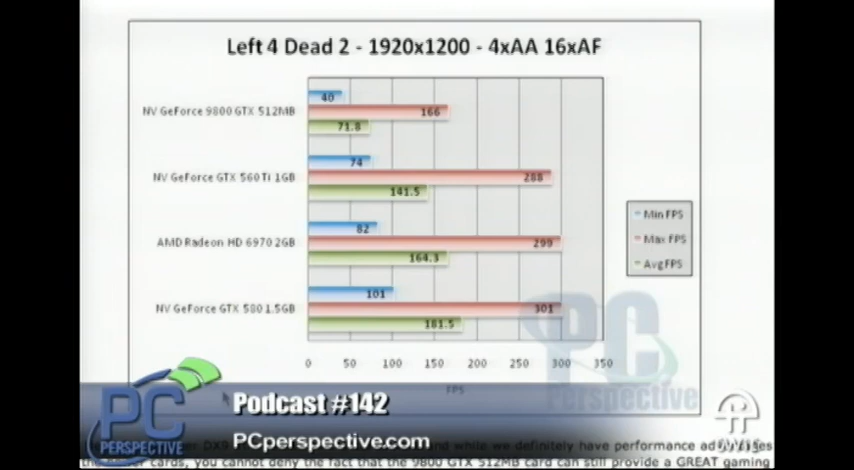 Left 4 Dead 2 - 1920x1200 - 4xAA 16xAF
NV GeForce 9800 GTX 512MB
40
166
71.8
NV GeForce GTX 560 Ti 1GB
74
288
141.5
AMD Radeon HD 6970 2GB
82
299
164.3
NV GeForce GTX 580 1.5GB
101
301
181.5
Min FPS
Max FPS
Avg FPS
0 50 100 150 200 250 300 350
FPS
PC
Perspective
PC
PERSPECTIVE
Podcast #142
PCperspective.com
DX9 and while we definitely have performance advantages
cards, you cannot deny the fact that the 9800 GTX 512MB card can still provide a GREAT gaming